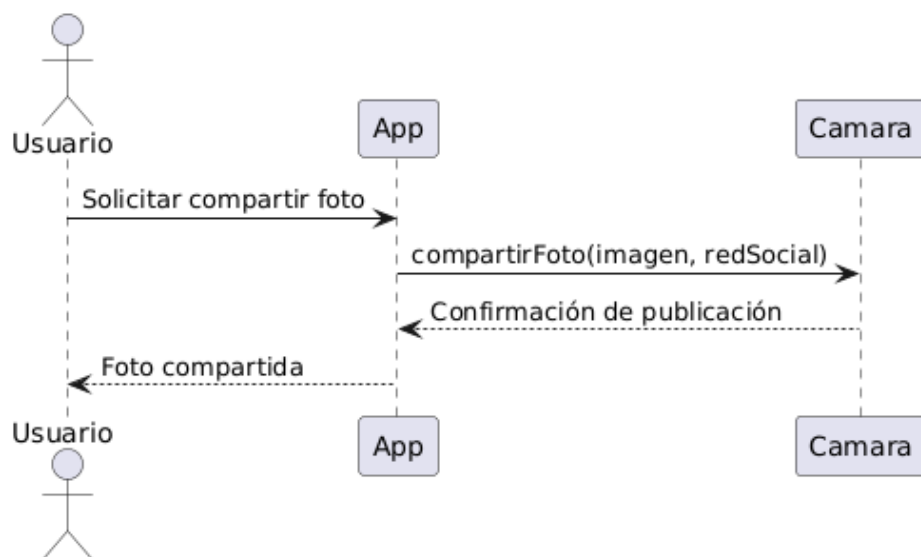 Usuario
App
Camara
Solicitar compartir foto
compartirFoto(imagen, redSocial)
Confirmación de publicación
Foto compartida
Usuario
App
Camara